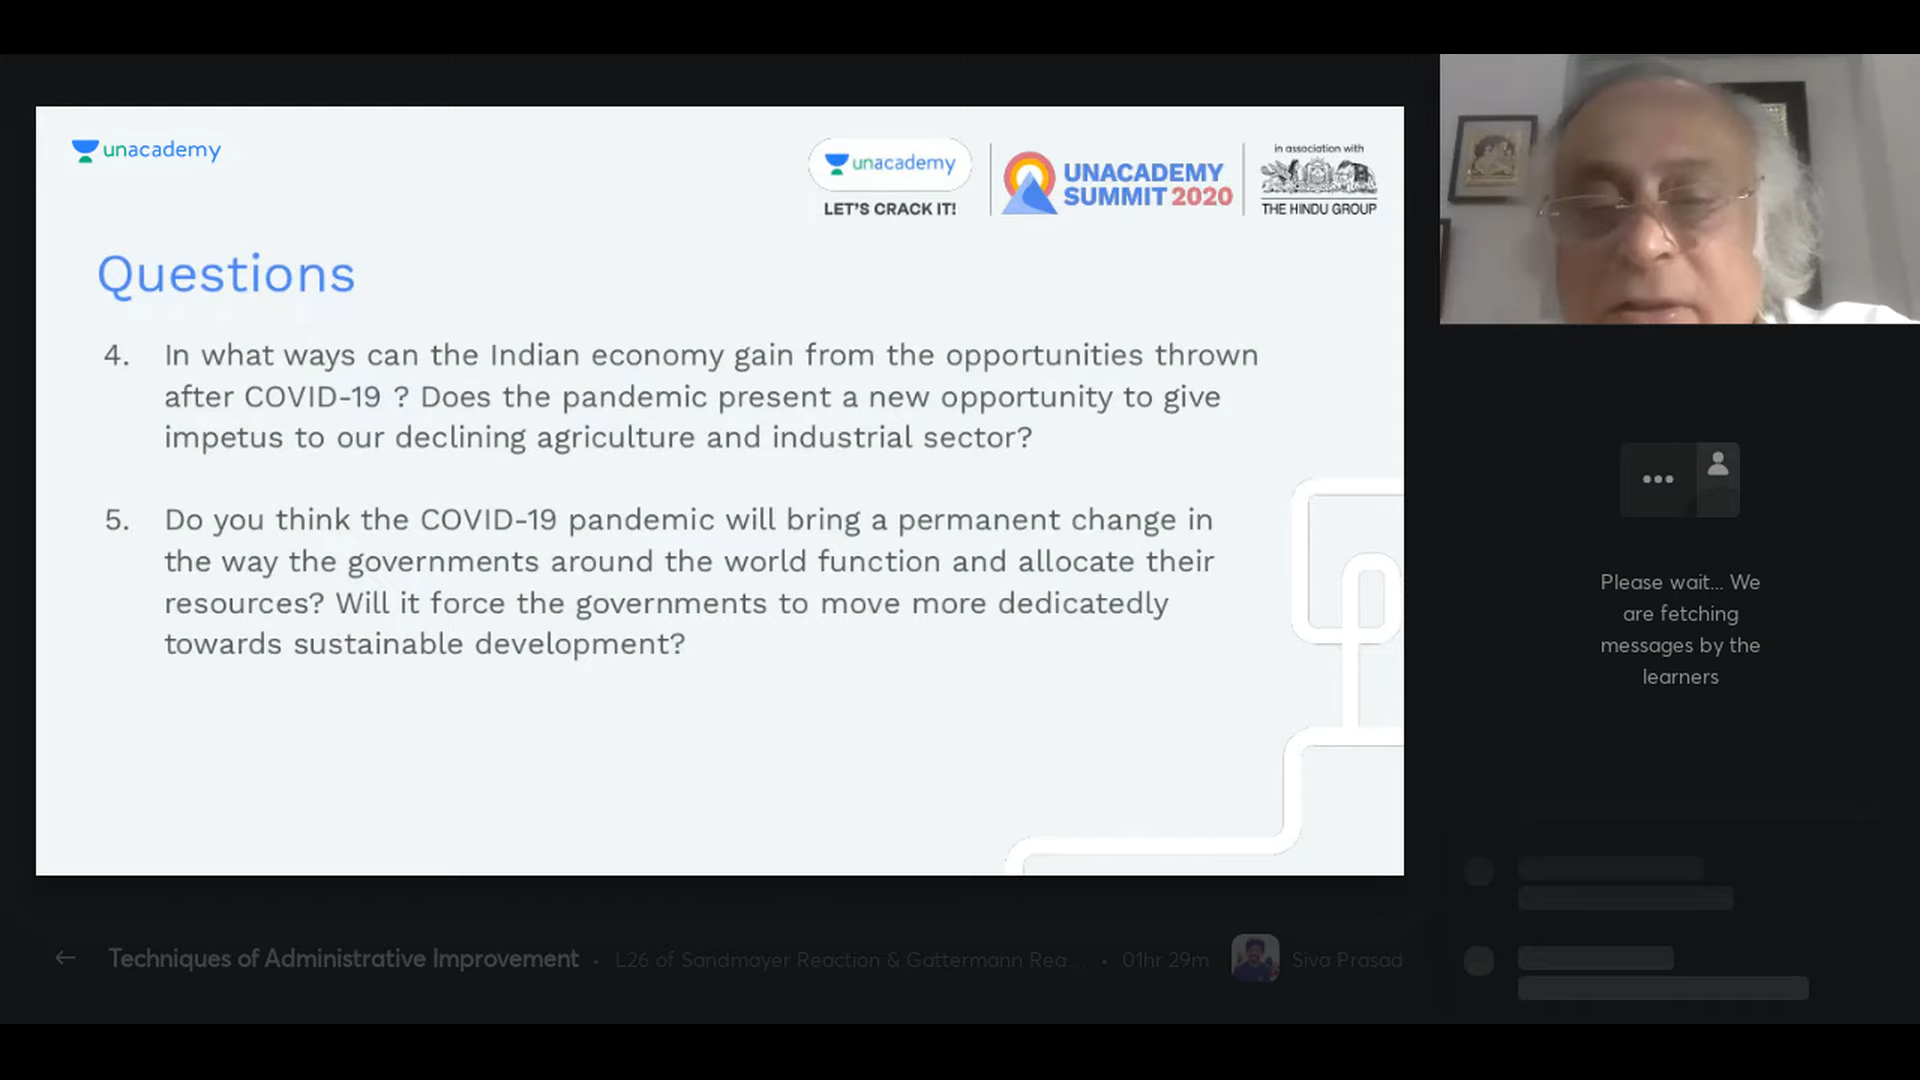 unacademy
unacademy
LET'S CRACK IT!
UNACADEMY
SUMMIT 2020
in association with
THE HINDU GROUP
Questions
4. In what ways can the Indian economy gain from the opportunities thrown
after COVID-19 ? Does the pandemic present a new opportunity to give
impetus to our declining agriculture and industrial sector?
5. Do you think the COVID-19 pandemic will bring a permanent change in
the way the governments around the world function and allocate their
resources? Will it force the governments to move more dedicatedly
towards sustainable development?
Please wait... We
are fetching
messages by the
learners
Techniques of Administrative Improvement • L26 of Sandmayer Reaction & Gattermann Rea... • 01hr 29m Siva Prasad